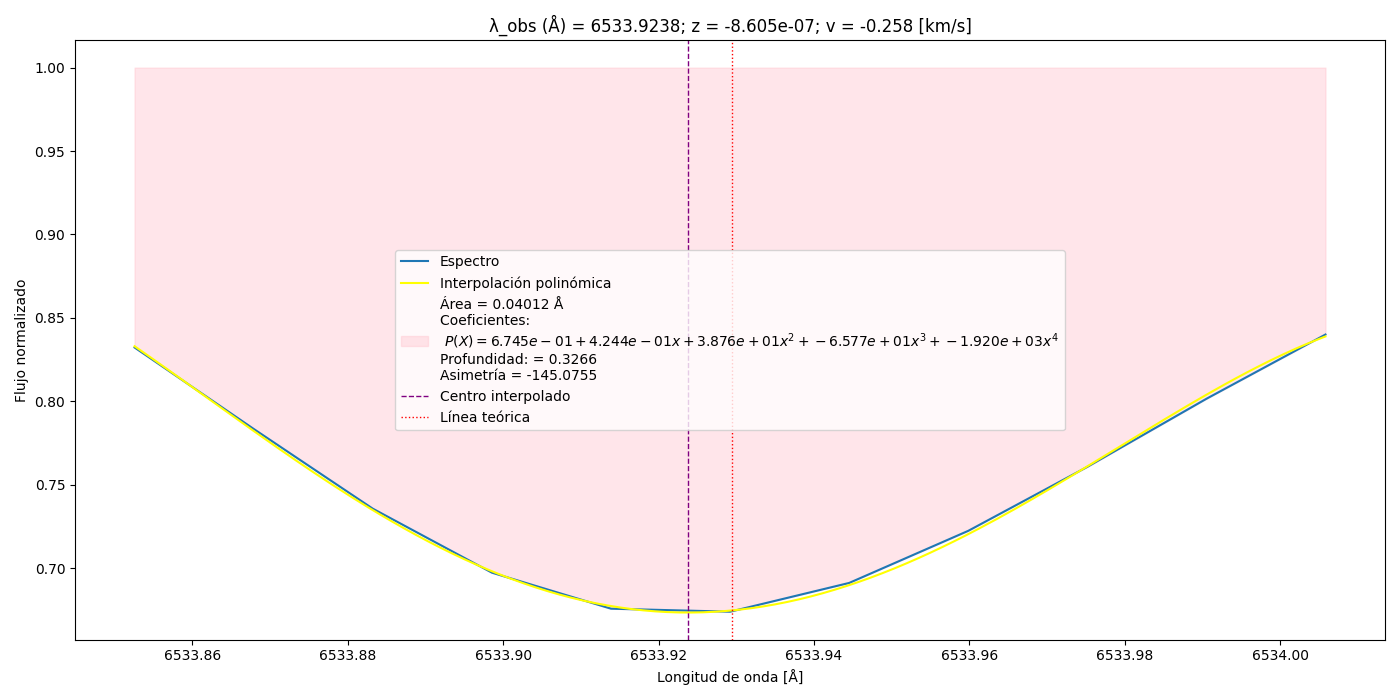 λ_obs (Å) = 6533.9238; z = -8.605e-07; v = -0.258 [km/s]
1.00
0.95
0.90
0.85
0.80
0.75
0.70
Flujo normalizado
Espectro
Interpolación polinómica
Área = 0.04012 Å
Coeficientes:
P(X) = 6.745e − 01 + 4.244e − 01x + 3.876e + 01x² + −6.577e + 01x³ + −1.920e + 03x⁴
Profundidad: = 0.3266
Asimetría = -145.0755
Centro interpolado
Línea teórica
6533.86 6533.88 6533.90 6533.92 6533.94 6533.96 6533.98 6534.00
Longitud de onda [Å]